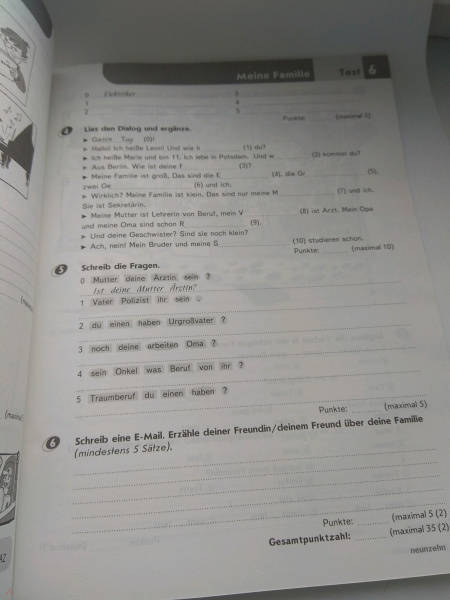 Meine Familie Test 6
0 Elektriker 3
1 4
2 5
Punkte: (maximal 5)
4 Lies den Dialog und ergänze.
► Guten Tag (0)!
► Hallo! Ich heiße Leoni! Und wie h (1) du?
► Ich heiße Marie und bin 11. Ich lebe in Potsdam. Und w (2) kommst du?
► Aus Berlin. Wie ist deine F (3)?
► Meine Familie ist groß. Das sind die E (4), die Gr (5),
zwei Ge (6) und ich.
► Wirklich? Meine Familie ist klein. Das sind nur meine M (7) und ich.
Sie ist Sekretärin.
► Meine Mutter ist Lehrerin von Beruf, mein V (8) ist Arzt. Mein Opa
und meine Oma sind schon R (9).
► Und deine Geschwister? Sind sie noch klein?
► Ach, nein! Mein Bruder und meine S (10) studieren schon.
Punkte: (maximal 10)
5 Schreib die Fragen.
0 Mutter deine Ärztin sein ?
Ist deine Mutter Ärztin?
1 Vater Polizist ihr sein ?
2 du einen haben Urgroßvater ?
3 noch deine arbeiten Oma ?
4 sein Onkel was Beruf von ihr ?
5 Traumberuf du einen haben ?
Punkte: (maximal 5)
6 Schreib eine E-Mail. Erzähle deiner Freundin/deinem Freund über deine Familie
(mindestens 5 Sätze).
Punkte: (maximal 5 (2)
Gesamtpunktzahl: (maximal 35 (2)
neunzehn